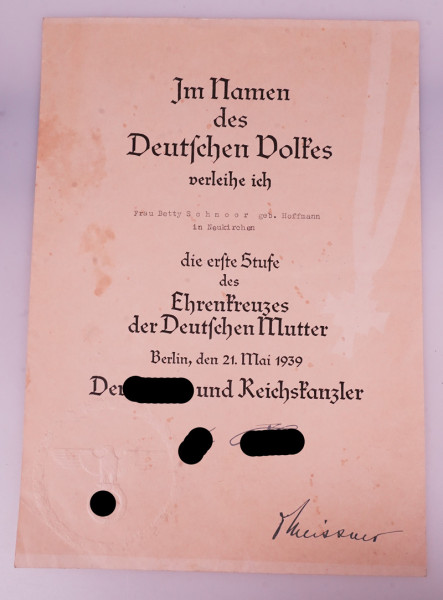 Im Namen
des
Deutschen Volkes
verleihe ich
Frau Betty Schnoor geb. Hoffmann
in Neukirchen
die erste Stufe
des
Ehrenkreuzes
der Deutschen Mutter
Berlin, den 21. Mai 1939
Der und Reichskanzler
Meissner